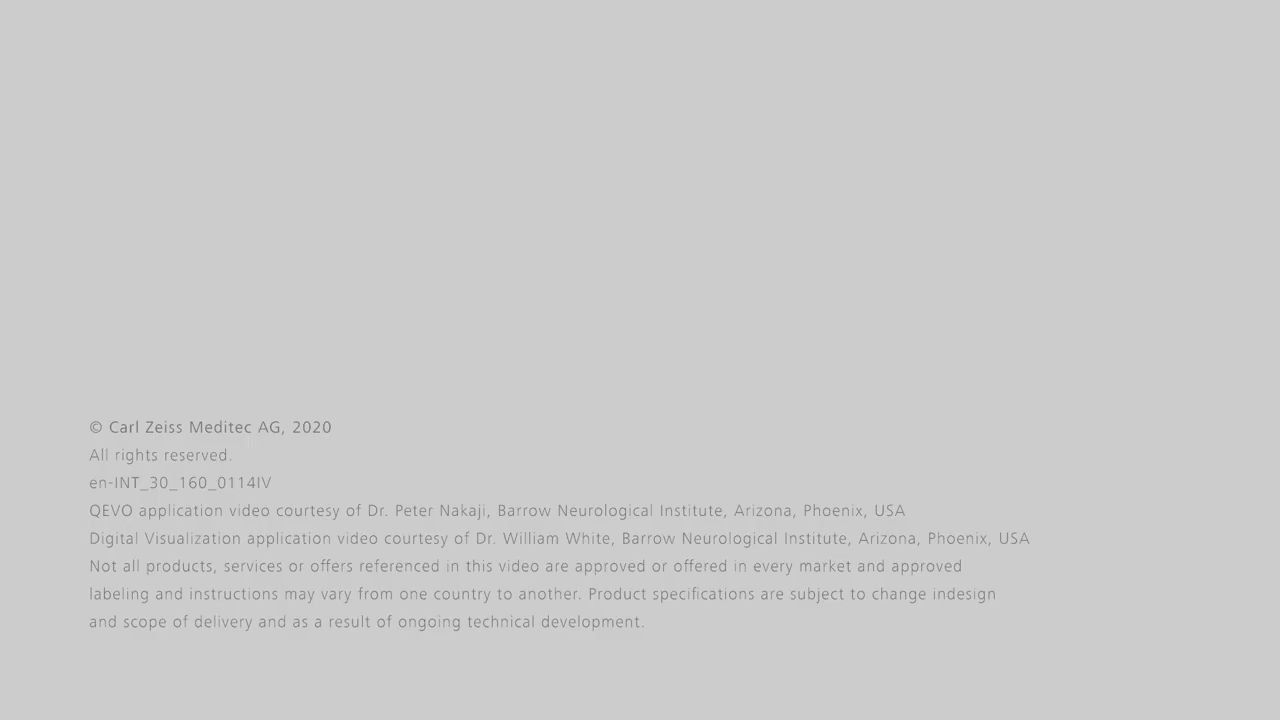 © Carl Zeiss Meditec AG, 2020
All rights reserved.
en-INT_30_160_0114IV
QEVO application video courtesy of Dr. Peter Nakaji, Barrow Neurological Institute, Arizona, Phoenix, USA
Digital Visualization application video courtesy of Dr. William White, Barrow Neurological Institute, Arizona, Phoenix, USA
Not all products, services or offers referenced in this video are approved or offered in every market and approved
labeling and instructions may vary from one country to another. Product specifications are subject to change indesign
and scope of delivery and as a result of ongoing technical development.